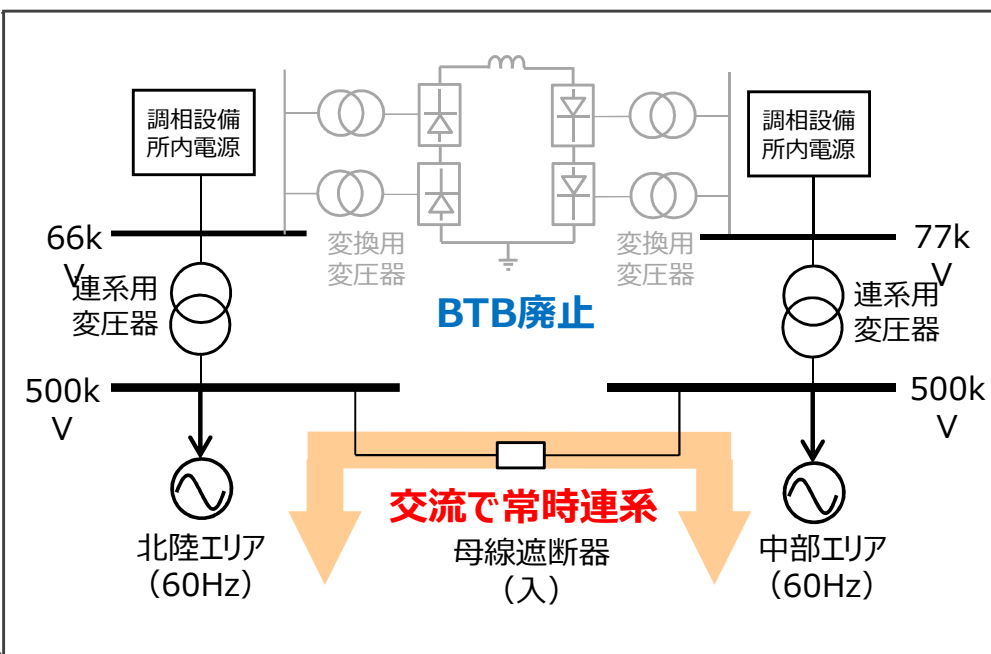 調相設備
所内電源
調相設備
所内電源
66k
V
変換用
変圧器
変換用
変圧器
77k
V
連系用
変圧器
BTB廃止
連系用
変圧器
500k
V
500k
V
交流で常時連系
北陸エリア
(60Hz)
母線遮断器
(入)
中部エリア
(60Hz)